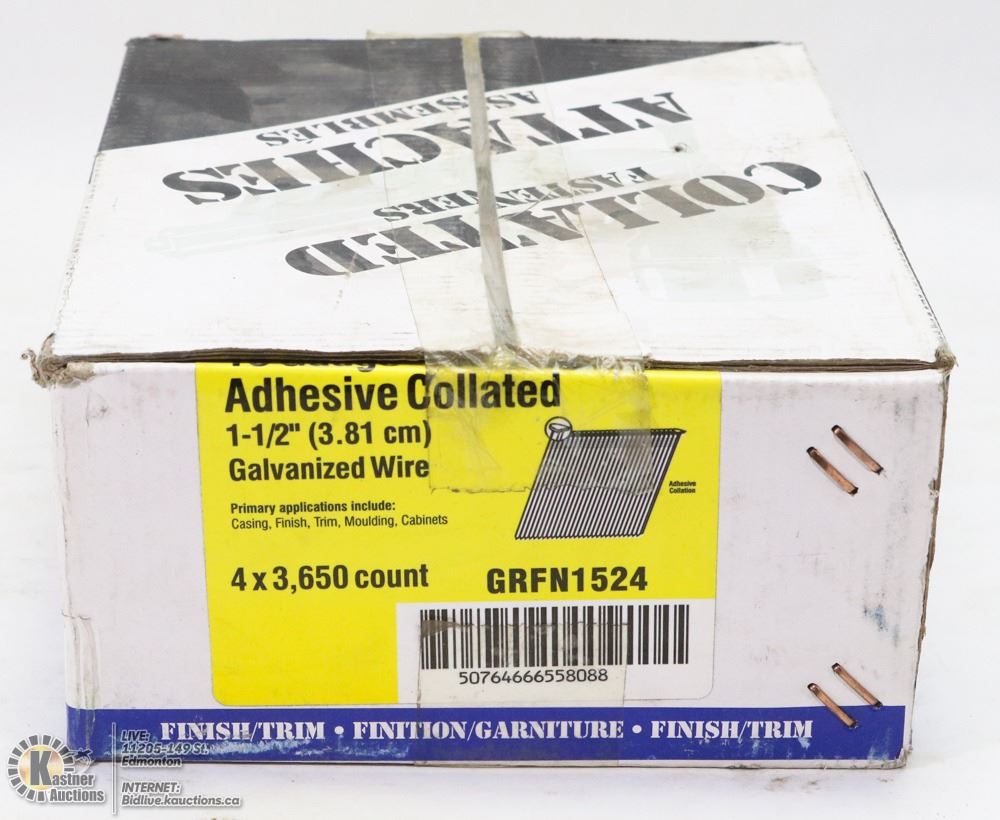 ATTACHES
ASSEMBLÉS
COLLATED
FASTENERS
Adhesive Collated
1-1/2" (3.81 cm)
Galvanized Wire
Primary applications include:
Casing, Finish, Trim, Moulding, Cabinets
Adhesive
Collation
4 x 3,650 count
GRFN1524
50764666558088
FINISH/TRIM • FINITION/GARNITURE • FINISH/TRIM
Kastner
Auctions
LIVE:
11205-149 St.
Edmonton
INTERNET:
Bidlive.kauctions.ca